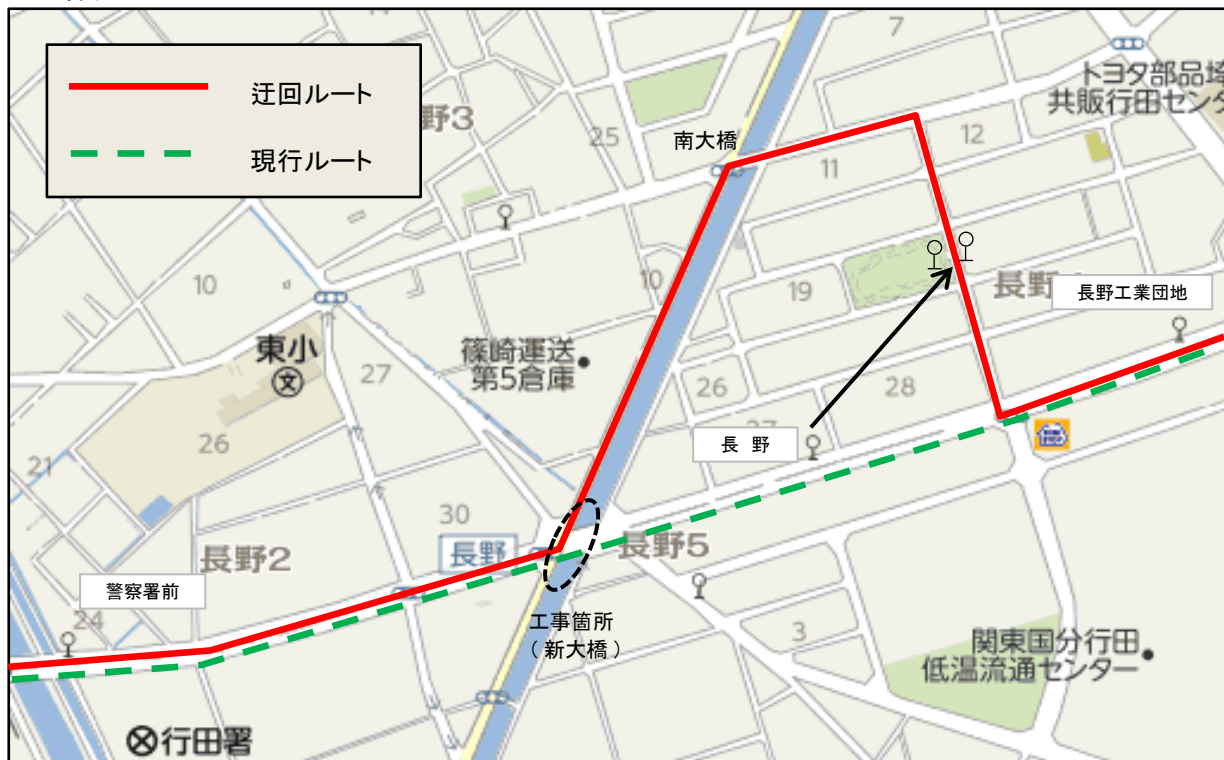 迂回ルート
現行ルート
野3
25
南大橋
7
トヨタ部品埼
共販行田センタ
12
11
10
10
19
長野
長野工業団地
東小
文
27
篠崎運送
第5倉庫
26
28
26
27
長 野
21
30
長野
長野5
長野2
警察署前
24
工事箇所
(新大橋)
3
関東国分行田
低温流通センター
行田署